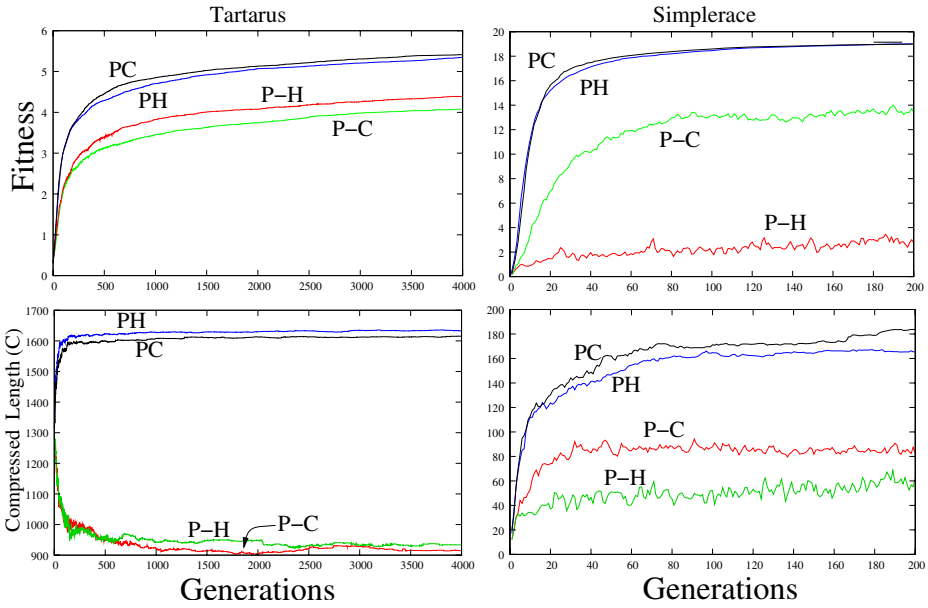 Tartarus
Simplerace
Fitness
6
5
4
3
2
1
0
PC
PH
P-H
P-C
0 500 1000 1500 2000 2500 3000 3500 4000
20
18
16
14
12
10
8
6
4
2
0
PC
PH
P-C
P-H
0 20 40 60 80 100 120 140 160 180 200
Compressed Length (C)
1700
1600
1500
1400
1300
1200
1100
1000
900
PH
PC
P-H
P-C
0 500 1000 1500 2000 2500 3000 3500 4000
Generations
200
180
160
140
120
100
80
60
40
20
0
PC
PH
P-C
P-H
0 20 40 60 80 100 120 140 160 180 200
Generations